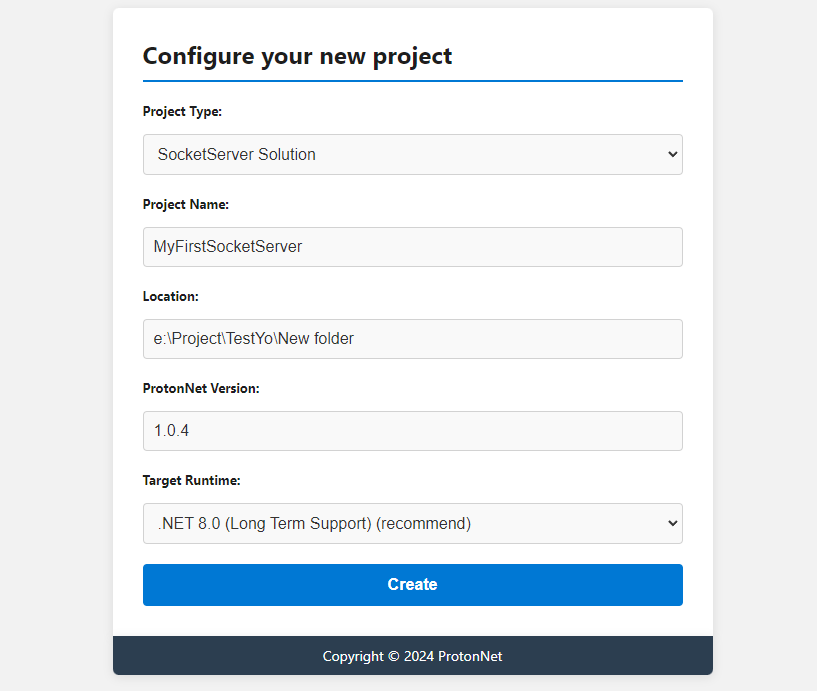 Configure your new project
Project Type:
SocketServer Solution
Project Name:
MyFirstSocketServer
Location:
e:\Project\TestYo\New folder
ProtonNet Version:
1.0.4
Target Runtime:
.NET 8.0 (Long Term Support) (recommend)
Create
Copyright © 2024 ProtonNet